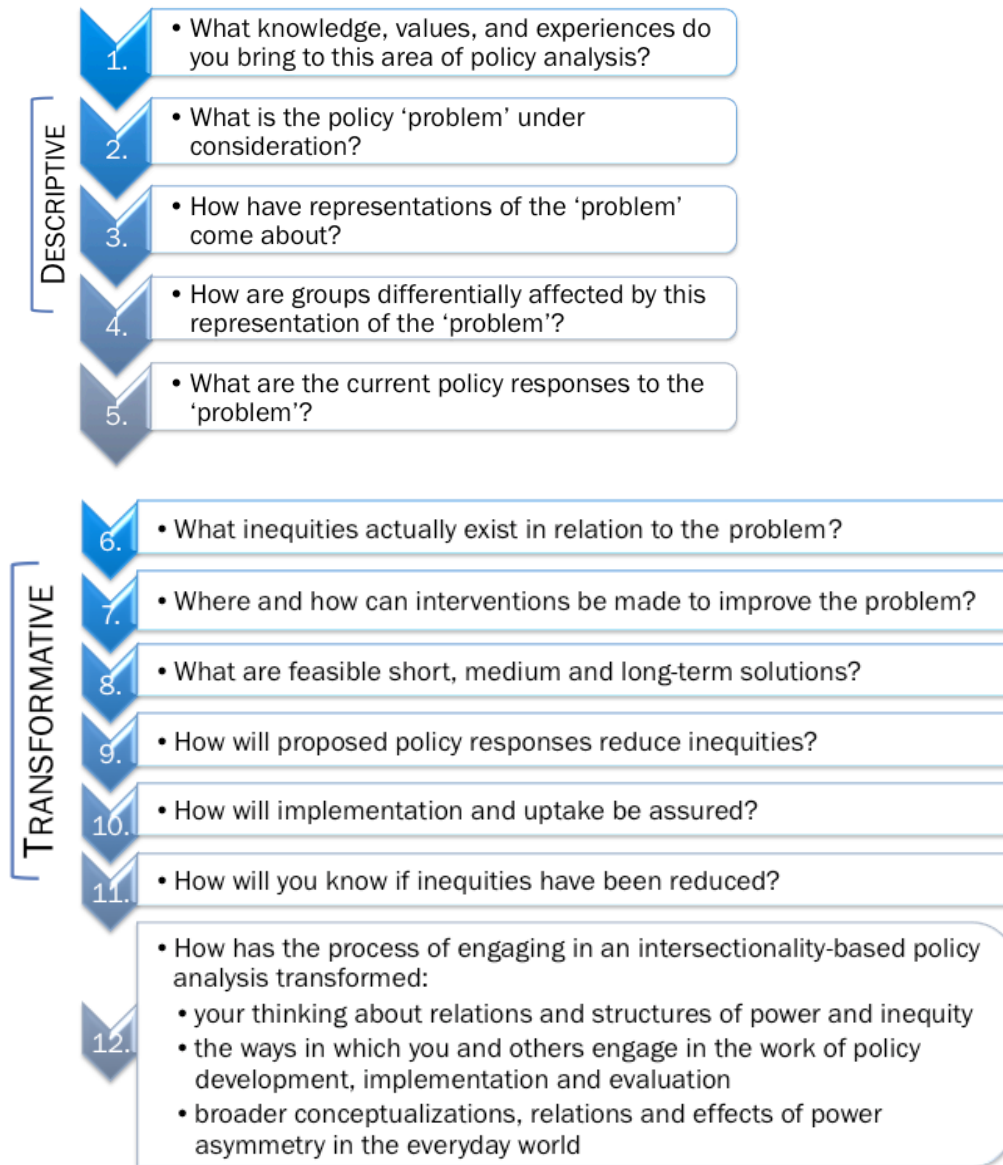 1.
• What knowledge, values, and experiences do
you bring to this area of policy analysis?
DESCRIPTIVE
2.
• What is the policy ‘problem’ under
consideration?
3.
• How have representations of the ‘problem’
come about?
4.
• How are groups differentially affected by this
representation of the ‘problem’?
5.
• What are the current policy responses to the
‘problem’?
TRANSFORMATIVE
6.
• What inequities actually exist in relation to the problem?
7.
• Where and how can interventions be made to improve the problem?
8.
• What are feasible short, medium and long-term solutions?
9.
• How will proposed policy responses reduce inequities?
10.
• How will implementation and uptake be assured?
11.
• How will you know if inequities have been reduced?
12.
• How has the process of engaging in an intersectionality-based policy
analysis transformed:
• your thinking about relations and structures of power and inequity
• the ways in which you and others engage in the work of policy
development, implementation and evaluation
• broader conceptualizations, relations and effects of power
asymmetry in the everyday world